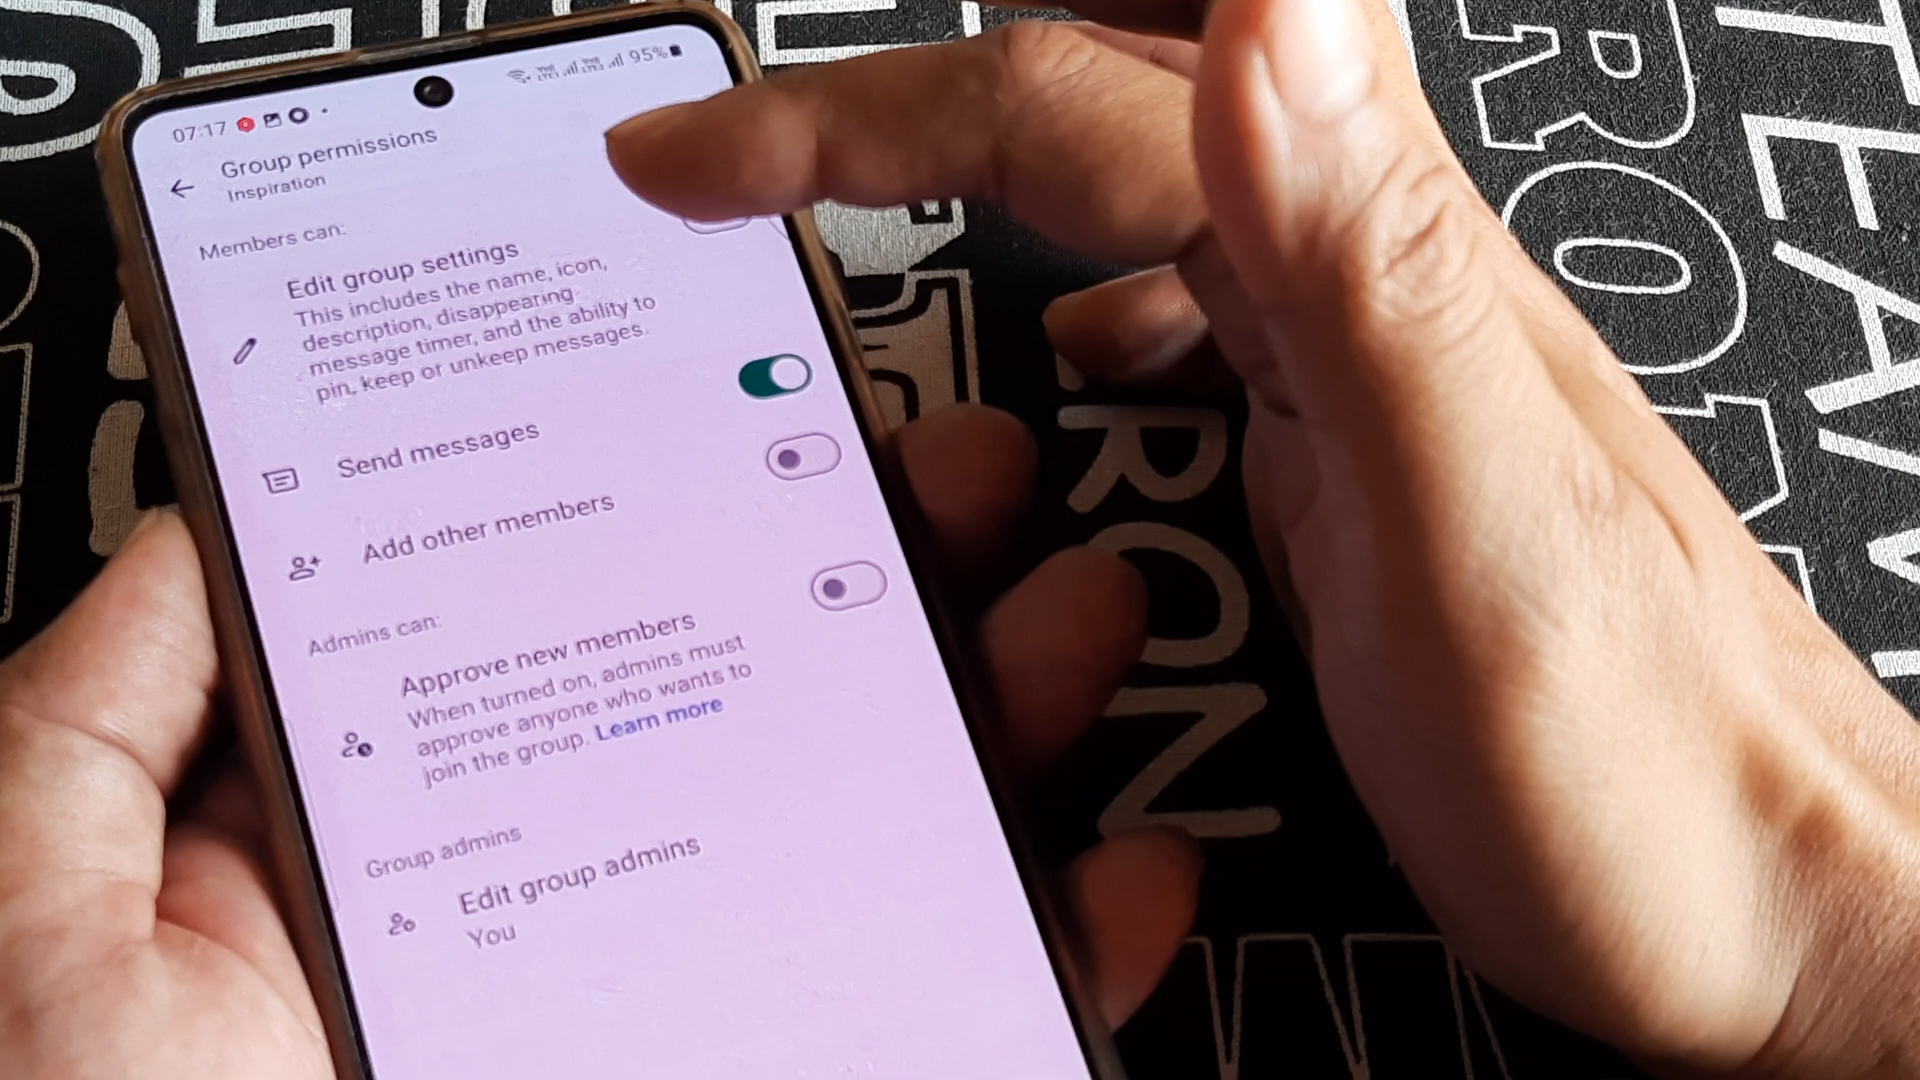 07:17
95%
Group permissions
Inspiration
Members can:
Edit group settings
This includes the name, icon,
description, disappearing
message timer, and the ability to
pin, keep or unkeep messages.
Send messages
Add other members
Admins can:
Approve new members
When turned on, admins must
approve anyone who wants to
join the group. Learn more
Group admins
Edit group admins
You